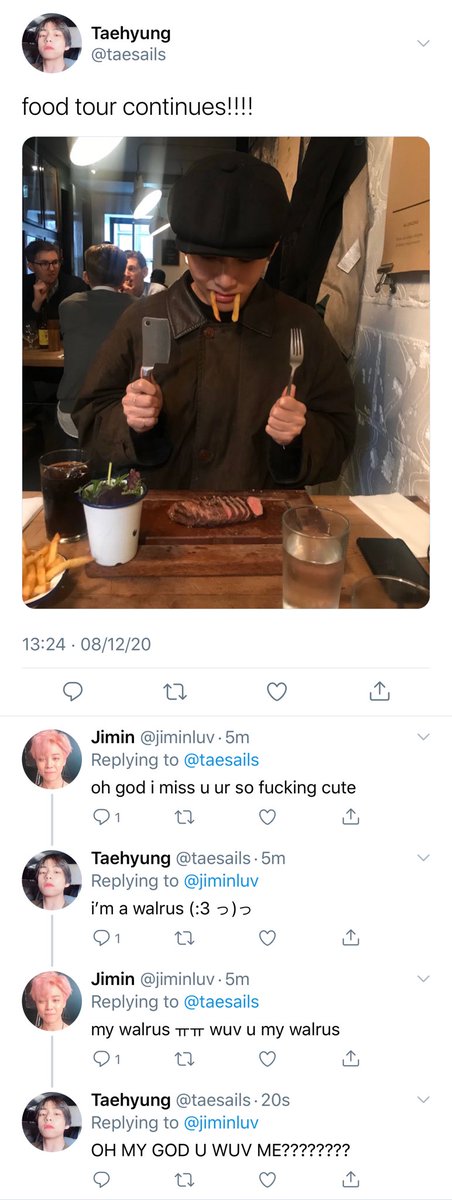 Taehyung
@taesails
food tour continues!!!!
13:24 · 08/12/20
Jimin @jiminluv · 5m
Replying to @taesails
oh god i miss u ur so fucking cute
1
Taehyung @taesails · 5m
Replying to @jiminluv
i'm a walrus (:3 っ)っ
1
Jimin @jiminluv · 5m
Replying to @taesails
my walrus ㅠㅠ wuv u my walrus
1
Taehyung @taesails · 20s
Replying to @jiminluv
OH MY GOD U WUV ME????????